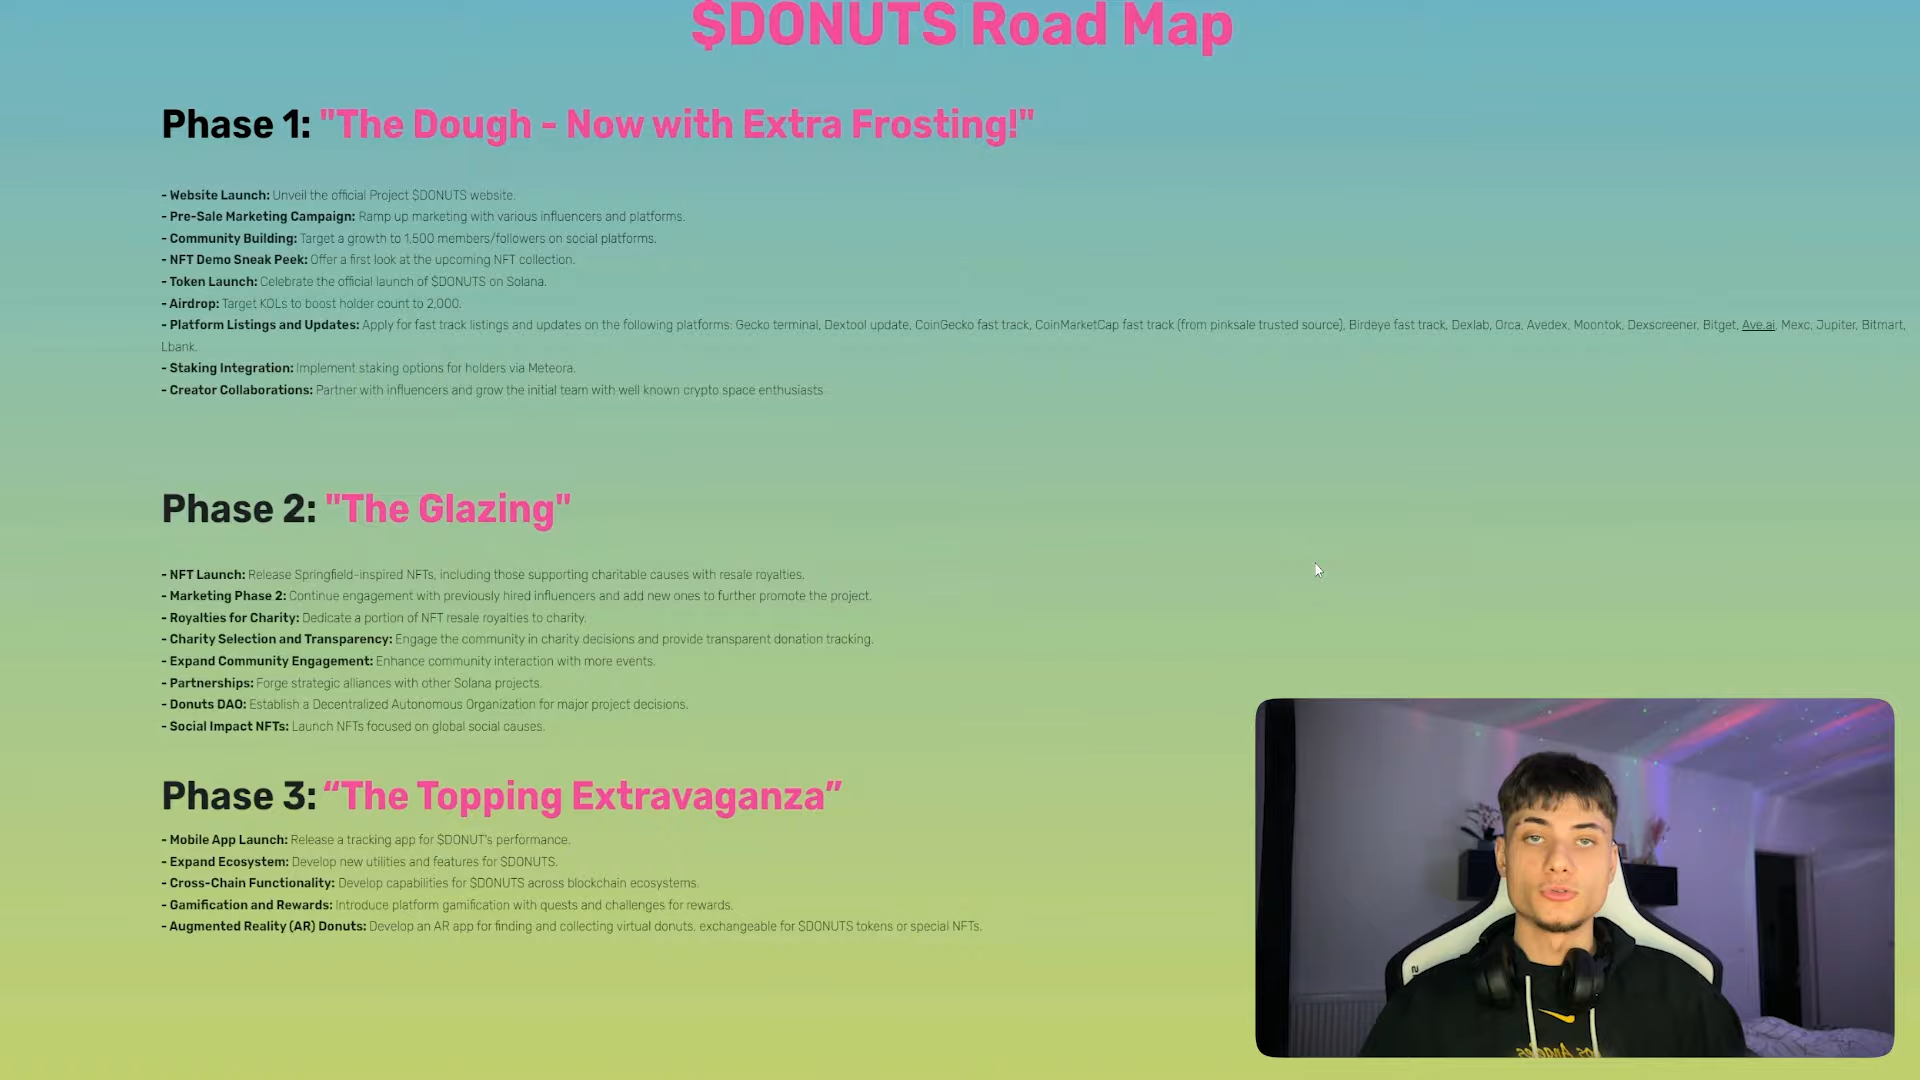 $DONUTS Road Map
Phase 1: "The Dough - Now with Extra Frosting!"
- Website Launch: Unveil the official Project $DONUTS website.
- Pre-Sale Marketing Campaign: Ramp up marketing with various influencers and platforms.
- Community Building: Target a growth to 1,500 members/followers on social platforms.
- NFT Demo Sneak Peek: Offer a first look at the upcoming NFT collection.
- Token Launch: Celebrate the official launch of $DONUTS on Solana.
- Airdrop: Target KOLs to boost holder count to 2,000.
- Platform Listings and Updates: Apply for fast track listings and updates on the following platforms: Gecko terminal, Dextool update, CoinGecko fast track, CoinMarketCap fast track (from pinksale trusted source), Birdeye fast track, Dexlab, Orca, Avedex, Moontok, Dexscreener, Bitget, Ave.ai, Mexc, Jupiter, Bitmart,
Lbank.
- Staking Integration: Implement staking options for holders via Meteora.
- Creator Collaborations: Partner with influencers and grow the initial team with well known crypto space enthusiasts.
Phase 2: "The Glazing"
- NFT Launch: Release Springfield-inspired NFTs, including those supporting charitable causes with resale royalties.
- Marketing Phase 2: Continue engagement with previously hired influencers and add new ones to further promote the project.
- Royalties for Charity: Dedicate a portion of NFT resale royalties to charity.
- Charity Selection and Transparency: Engage the community in charity decisions and provide transparent donation tracking.
- Expand Community Engagement: Enhance community interaction with more events.
- Partnerships: Forge strategic alliances with other Solana projects.
- Donuts DAO: Establish a Decentralized Autonomous Organization for major project decisions.
- Social Impact NFTs: Launch NFTs focused on global social causes.
Phase 3: “The Topping Extravaganza”
- Mobile App Launch: Release a tracking app for $DONUT's performance.
- Expand Ecosystem: Develop new utilities and features for $DONUTS.
- Cross-Chain Functionality: Develop capabilities for $DONUTS across blockchain ecosystems.
- Gamification and Rewards: Introduce platform gamification with quests and challenges for rewards.
- Augmented Reality (AR) Donuts: Develop an AR app for finding and collecting virtual donuts, exchangeable for $DONUTS tokens or special NFTs.